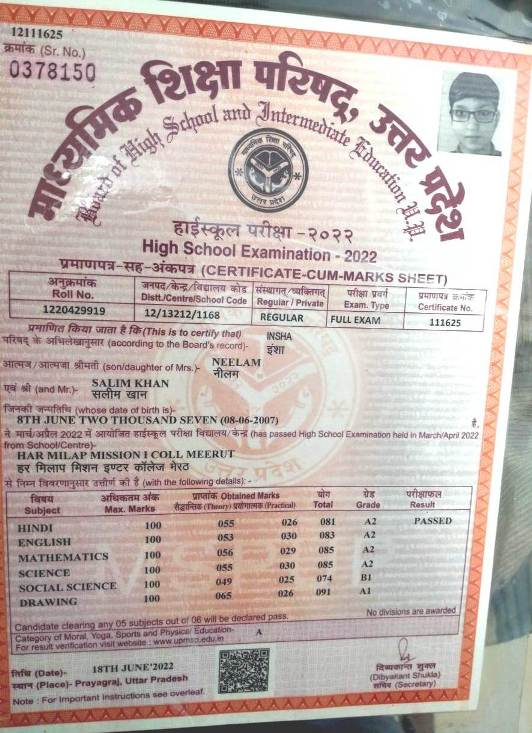 12111625
क्रमांक (Sr. No.)
0378150
माध्यमिक शिक्षा परिषद्, उत्तर प्रदेश
Board of High School and Intermediate Education U.P.
माध्यमिक शिक्षा परिषद
उत्तर प्रदेश
हाईस्कूल परीक्षा -२०२२
High School Examination - 2022
प्रमाणपत्र-सह-अंकपत्र (CERTIFICATE-CUM-MARKS SHEET)
अनुक्रमांक जनपद/केन्द्र/विद्यालय कोड संस्थागत/व्यक्तिगत परीक्षा प्रवर्ग प्रमाणपत्र क्रमांक
Roll No. Distt./Centre/School Code Regular / Private Exam. Type Certificate No.
1220429919 12/13212/1168 REGULAR FULL EXAM 111625
प्रमाणित किया जाता है कि(This is to certify that) INSHA
परिषद् के अभिलेखानुसार (according to the Board's record)- इंशा
आत्मज/आत्मजा श्रीमती (son/daughter of Mrs.)- NEELAM
नीलम
एवं श्री (and Mr.)- SALIM KHAN
सलीम खान
जिनकी जन्मतिथि (whose date of birth is)-
8TH JUNE TWO THOUSAND SEVEN (08-06-2007) है,
ने मार्च/अप्रैल 2022 में आयोजित हाईस्कूल परीक्षा विद्यालय/केन्द्र (has passed High School Examination held in March/April 2022
from School/Centre)-
HAR MILAP MISSION I COLL MEERUT
हर मिलाप मिशन इण्टर कॉलेज मेरठ
से निम्न विवरणानुसार उत्तीर्ण की है (with the following details): -
विषय अधिकतम अंक प्राप्तांक Obtained Marks योग ग्रेड परीक्षाफल
Subject Max. Marks सैद्धान्तिक (Theory) प्रयोगात्मक (Practical) Total Grade Result
HINDI 100 055 026 081 A2 PASSED
ENGLISH 100 053 030 083 A2
MATHEMATICS 100 056 029 085 A2
SCIENCE 100 055 030 085 A2
SOCIAL SCIENCE 100 049 025 074 B1
DRAWING 100 065 026 091 A1
No divisions are awarded
Candidate clearing any 05 subjects out of 06 will be declared pass.
Category of Moral, Yoga, Sports and Physical Education- A
For result verification visit website : www.upmsp.edu.in
तिथि (Date)- 18TH JUNE'2022
स्थान (Place)- Prayagraj, Uttar Pradesh
दिव्यकान्त शुक्ल
(Dibyakant Shukla)
सचिव (Secretary)
Note : For Important Instructions see overleaf.